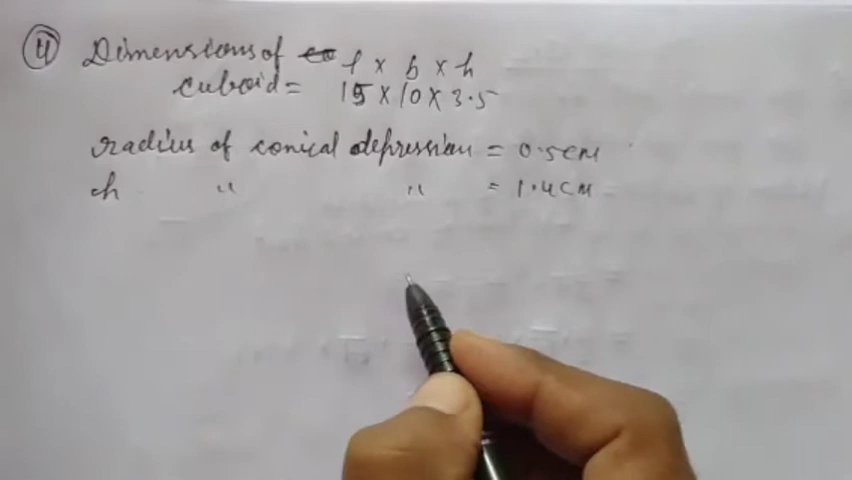 4 Dimensions of l × b × h
cuboid = 15 × 10 × 3.5
radius of conical depression = 0.5cm
h " " = 1.4cm